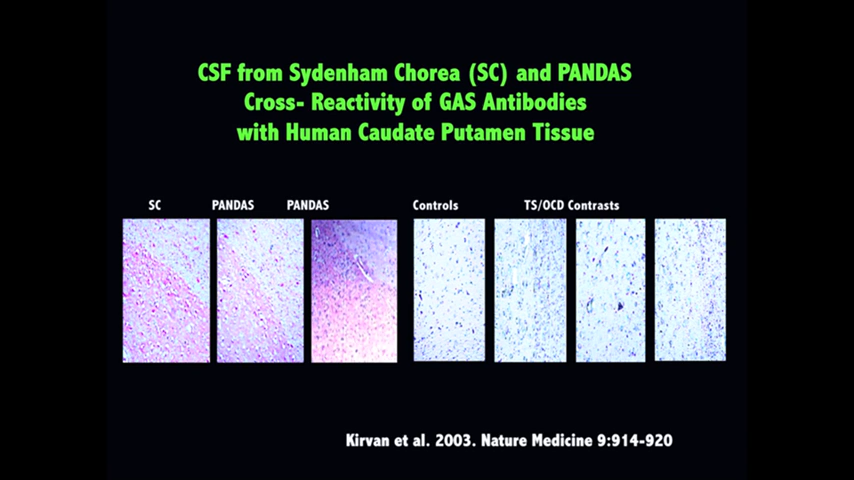 CSF from Sydenham Chorea (SC) and PANDAS
Cross- Reactivity of GAS Antibodies
with Human Caudate Putamen Tissue
SC PANDAS PANDAS Controls TS/OCD Contrasts
Kirvan et al. 2003. Nature Medicine 9:914-920